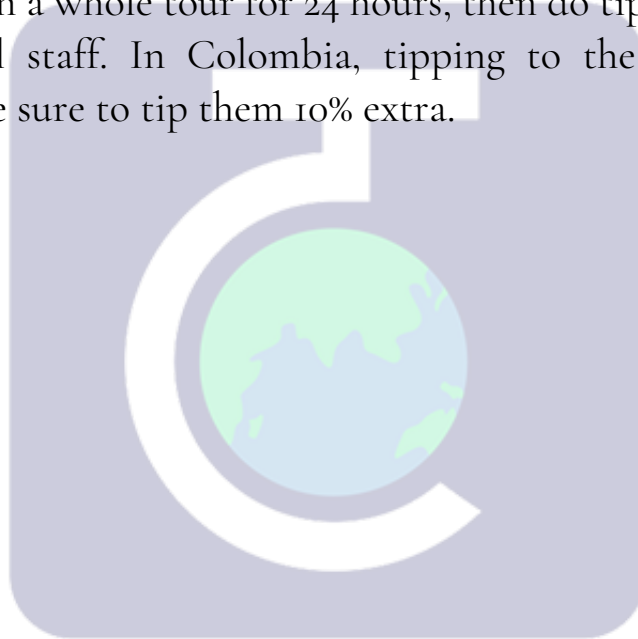 a whole tour for 24 hours, then do tip
staff. In Colombia, tipping to the
sure to tip them 10% extra.